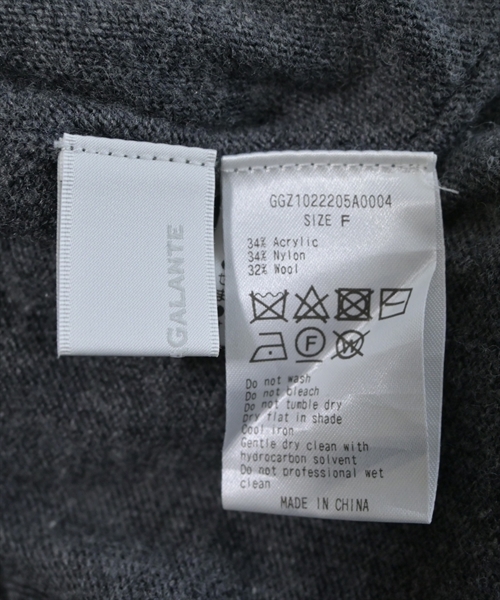 GALANTE
GGZ1022205A0004
SIZE F
34% Acrylic
34% Nylon
32% Wool
F
W
Do not wash
Do not bleach
Do not tumble dry
Dry flat in shade
Cool iron
Gentle dry clean with
hydrocarbon solvent
Do not professional wet
clean
MADE IN CHINA